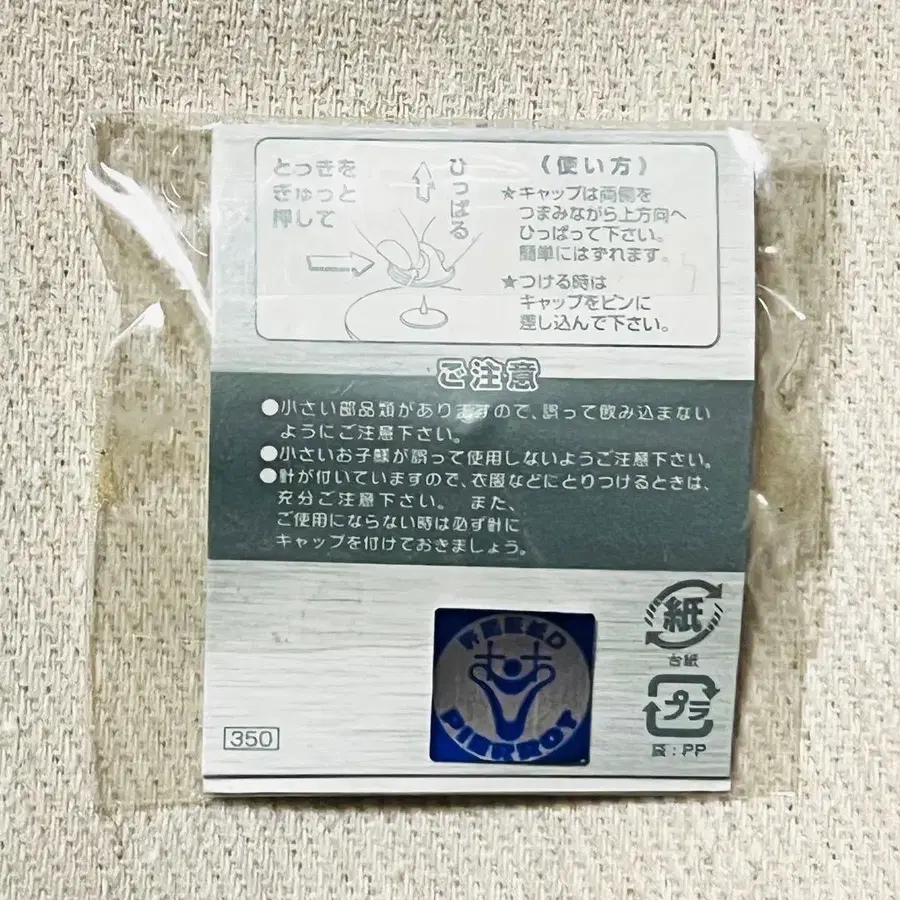 とっきを
きゅっと
押して
ひっぱる
（使い方）
★キャップは両側を
つまみながら上方向へ
ひっぱって下さい。
簡単にはずれます。
★つける時は
キャップをピンに
差し込んで下さい。
ご注意
●小さい部品類がありますので、誤って飲み込まない
ようにご注意下さい。
●小さいお子様が誤って使用しないようご注意下さい。
●針が付いていますので、衣服などにとりつけるときは、
充分ご注意下さい。 また、
ご使用にならない時は必ず針に
キャップを付けておきましょう。
紙
台紙
プラ
袋：PP
PIERROT
350